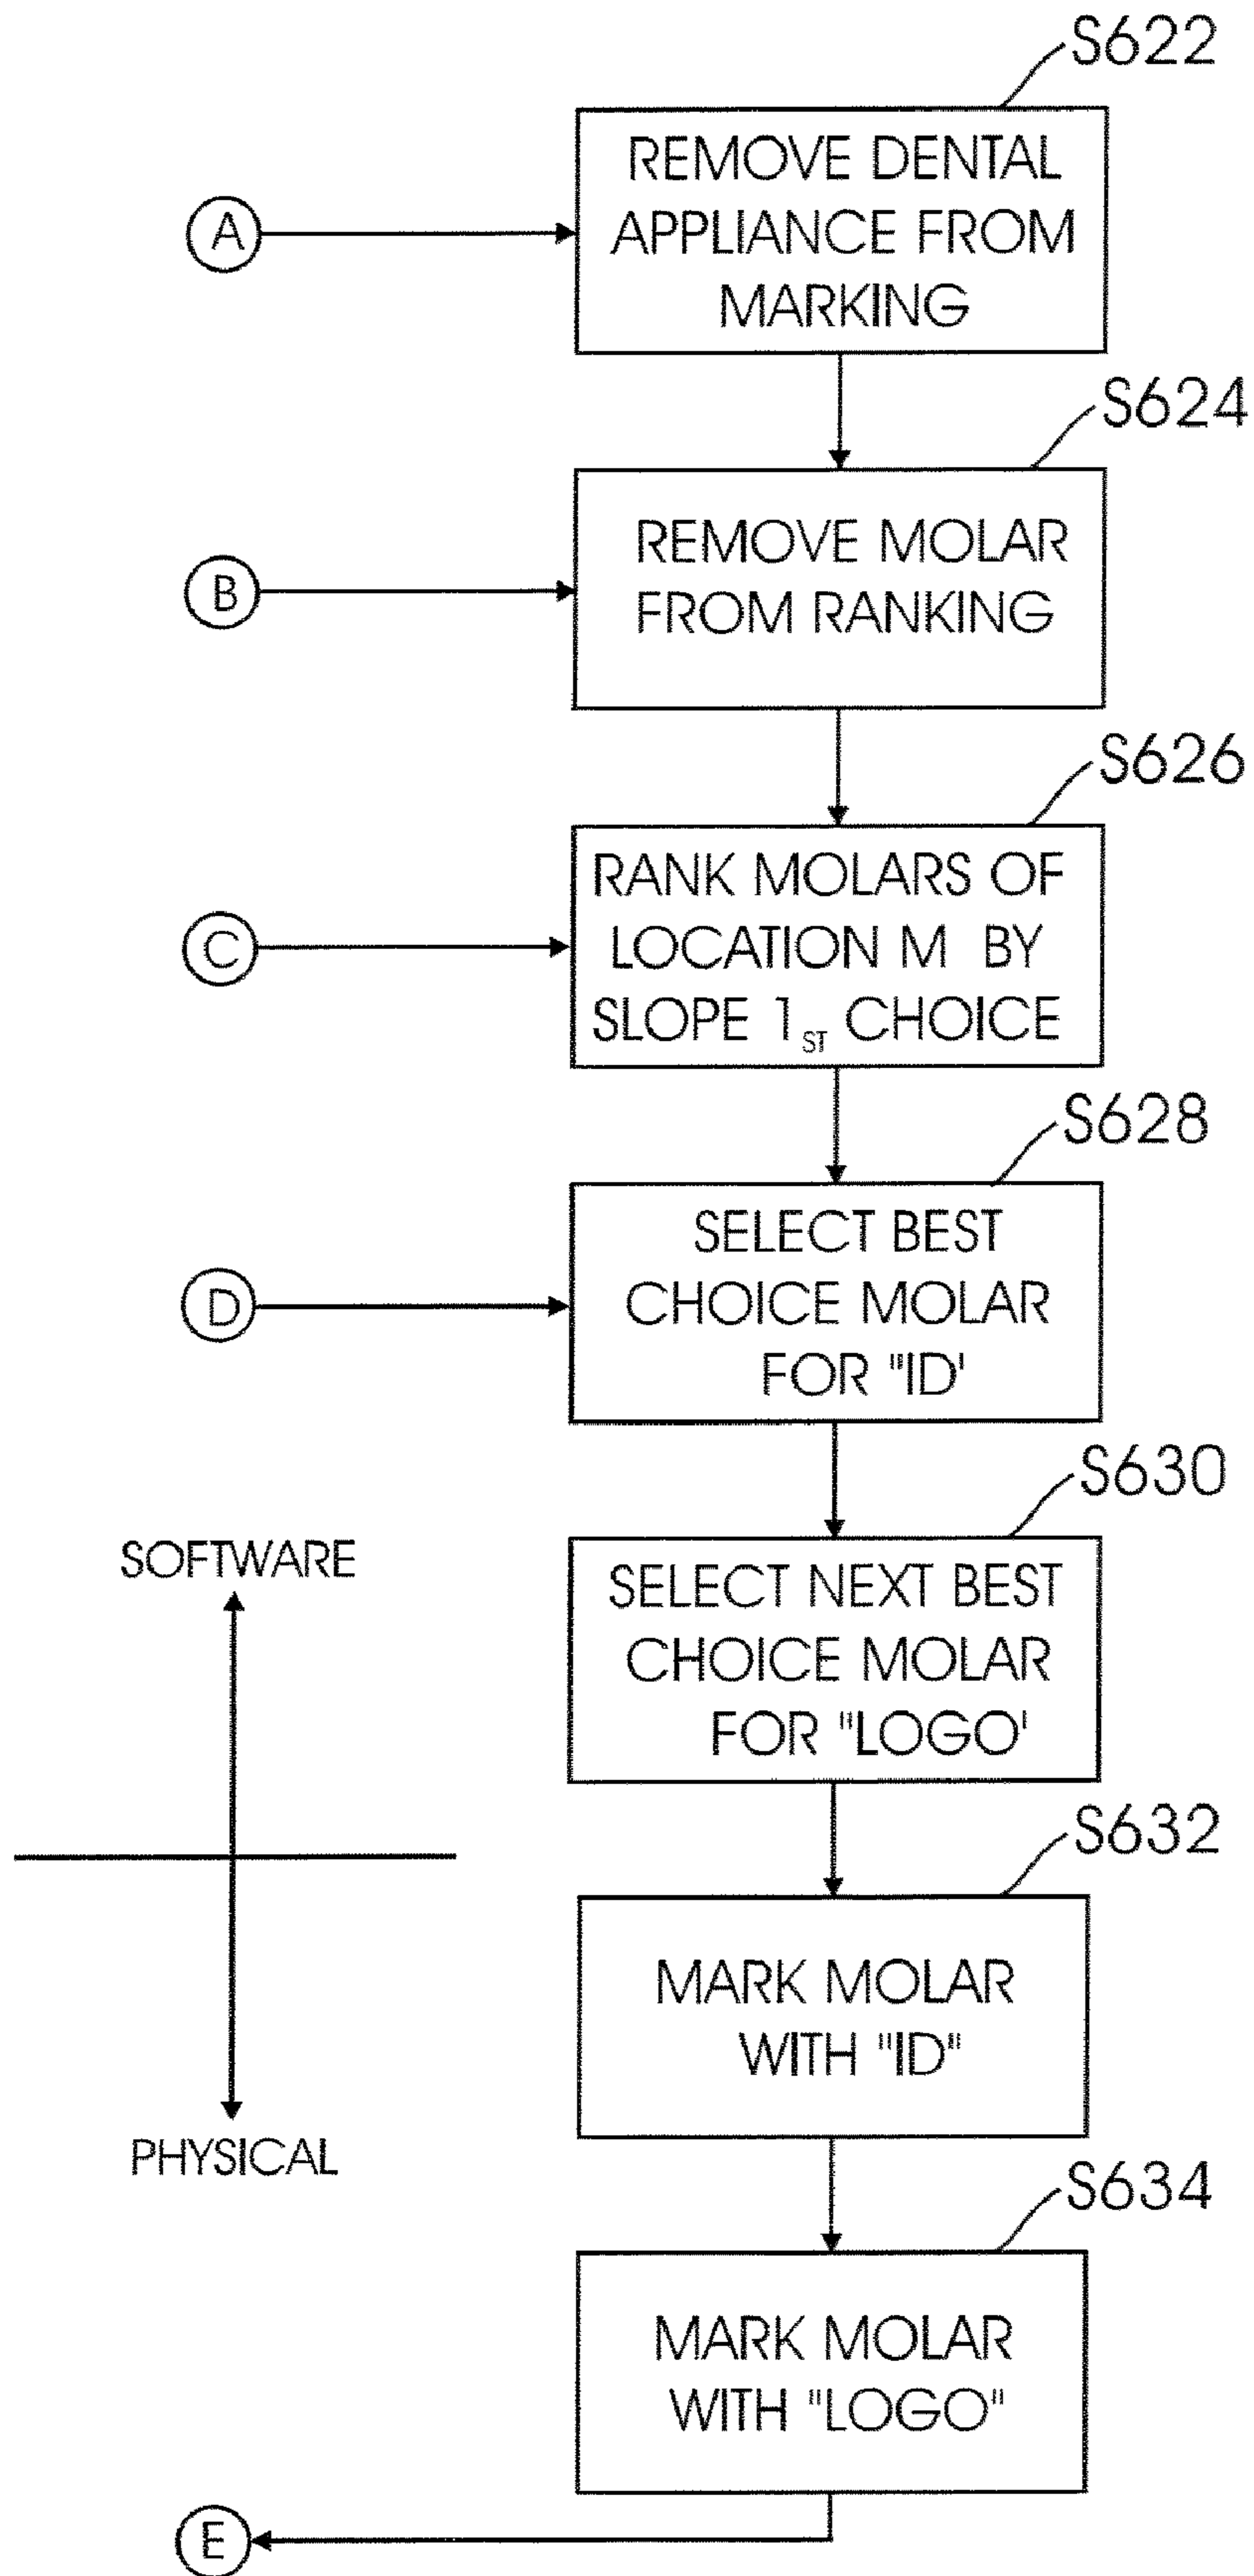 S622
REMOVE DENTAL
APPLIANCE FROM
MARKING
A
S624
REMOVE MOLAR
FROM RANKING
B
S626
RANK MOLARS OF
LOCATION M BY
SLOPE 1ST CHOICE
C
S628
SELECT BEST
CHOICE MOLAR
FOR "ID'
D
S630
SELECT NEXT BEST
CHOICE MOLAR
FOR "LOGO'
SOFTWARE
PHYSICAL
S632
MARK MOLAR
WITH "ID"
S634
MARK MOLAR
WITH "LOGO"
E